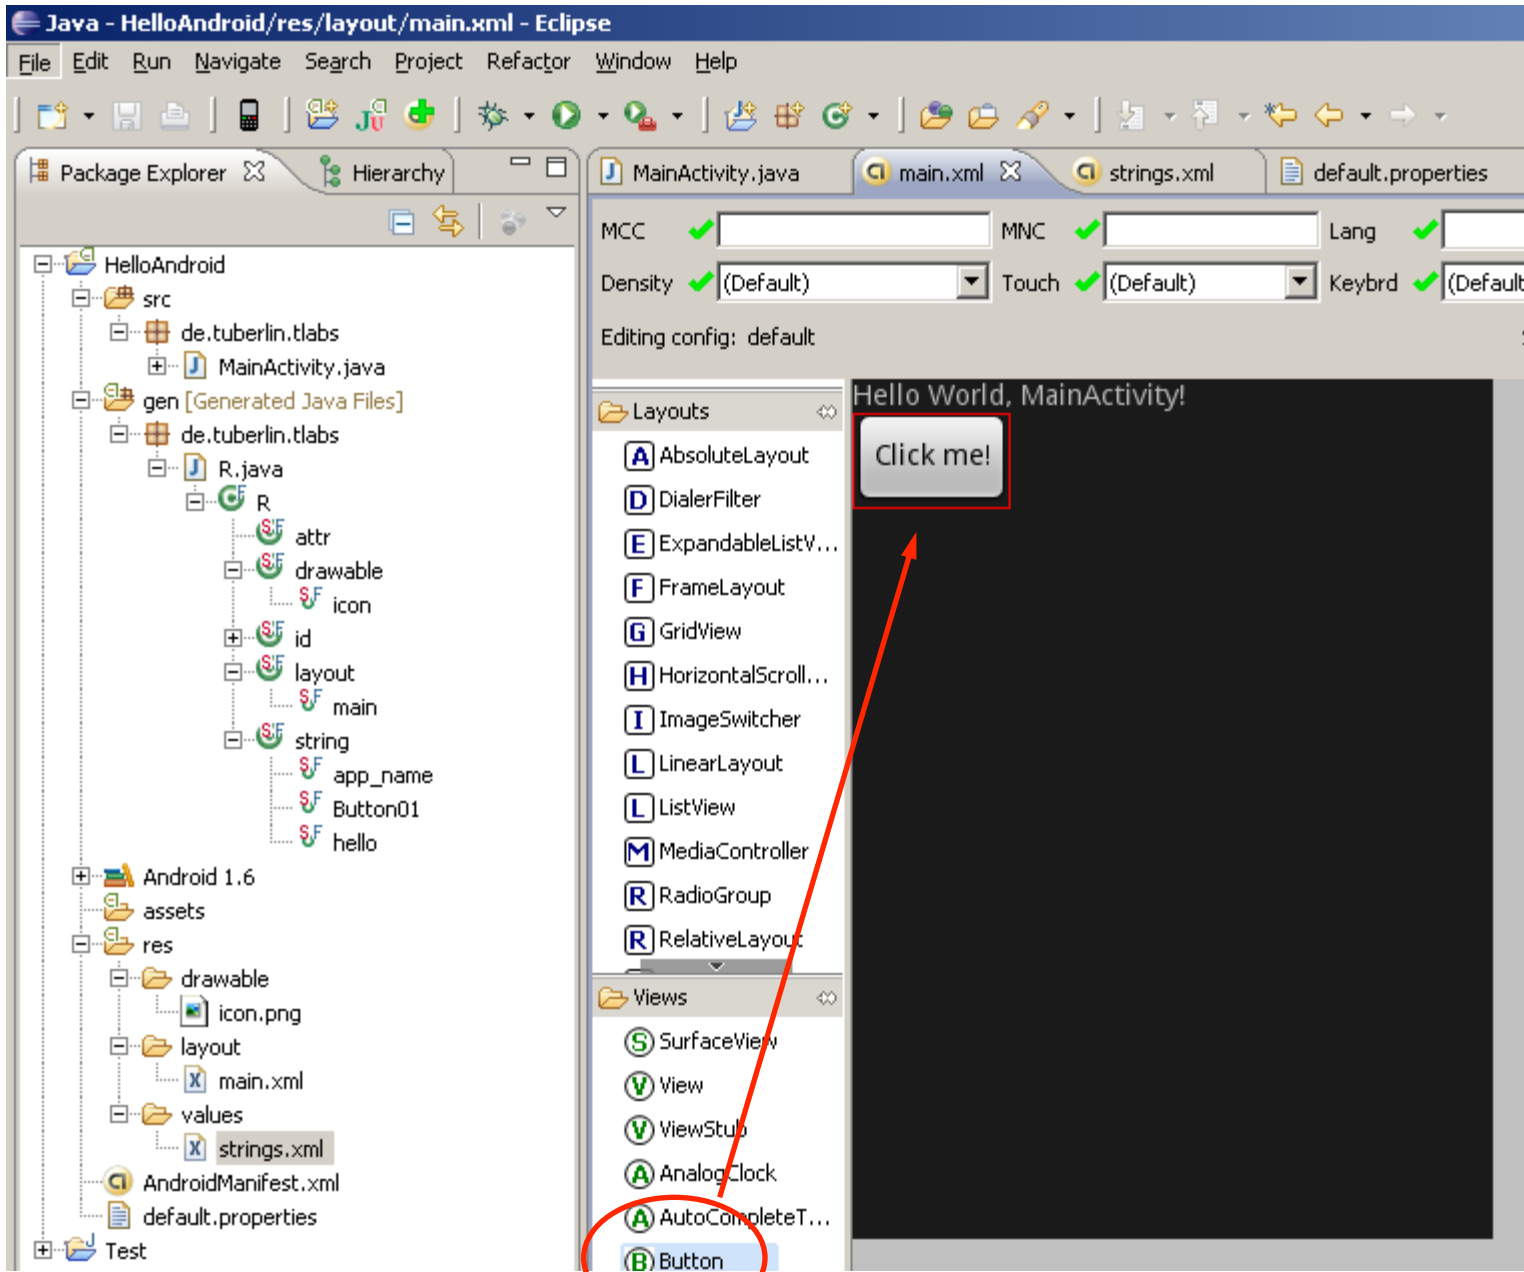 Java - HelloAndroid/res/layout/main.xml - Eclipse
File Edit Run Navigate Search Project Refactor Window Help
Package Explorer Hierarchy
HelloAndroid
src
de.tuberlin.tlabs
MainActivity.java
gen [Generated Java Files]
de.tuberlin.tlabs
R.java
R
attr
drawable
icon
id
layout
main
string
app_name
Button01
hello
Android 1.6
assets
res
drawable
icon.png
layout
main.xml
values
strings.xml
AndroidManifest.xml
default.properties
Test
MainActivity.java main.xml strings.xml default.properties
MCC MNC Lang
Density (Default) Touch (Default) Keybrd (Default
Editing config: default
Layouts
AbsoluteLayout
DialerFilter
ExpandableListV...
FrameLayout
GridView
HorizontalScroll...
ImageSwitcher
LinearLayout
ListView
MediaController
RadioGroup
RelativeLayout
Views
SurfaceView
View
ViewStub
AnalogClock
AutoCompleteT...
Button
Hello World, MainActivity!
Click me!